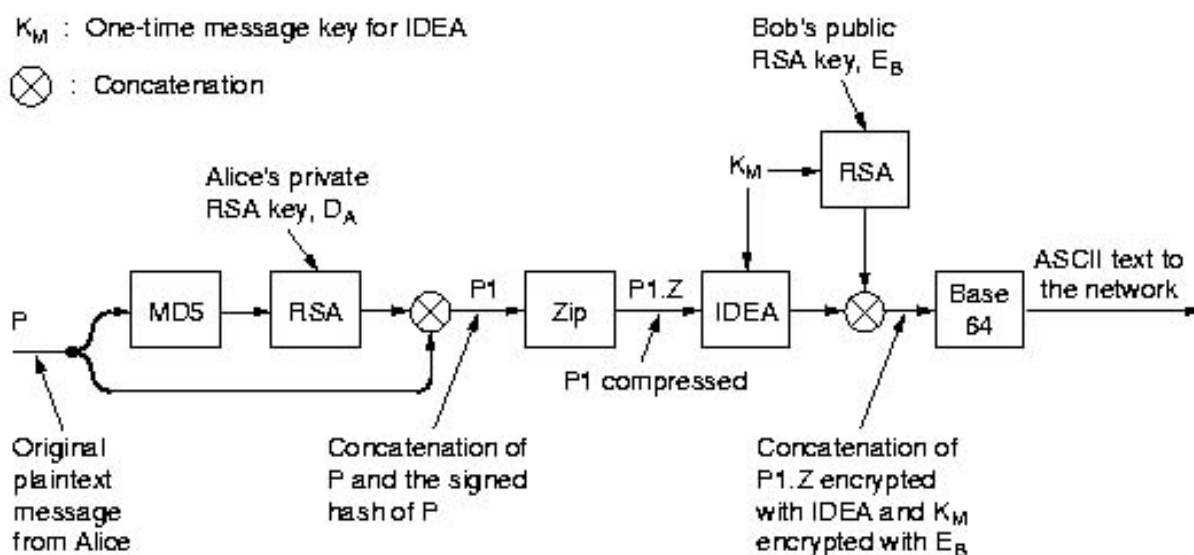 K_M : One-time message key for IDEA
⊗ : Concatenation
Bob's public
RSA key, E_B
Alice's private
RSA key, D_A
K_M
RSA
P
MD5
RSA
P1
Zip
P1.Z
IDEA
Base
64
ASCII text to
the network
P1 compressed
Original
plaintext
message
from Alice
Concatenation of
P and the signed
hash of P
Concatenation of
P1.Z encrypted
with IDEA and K_M
encrypted with E_B